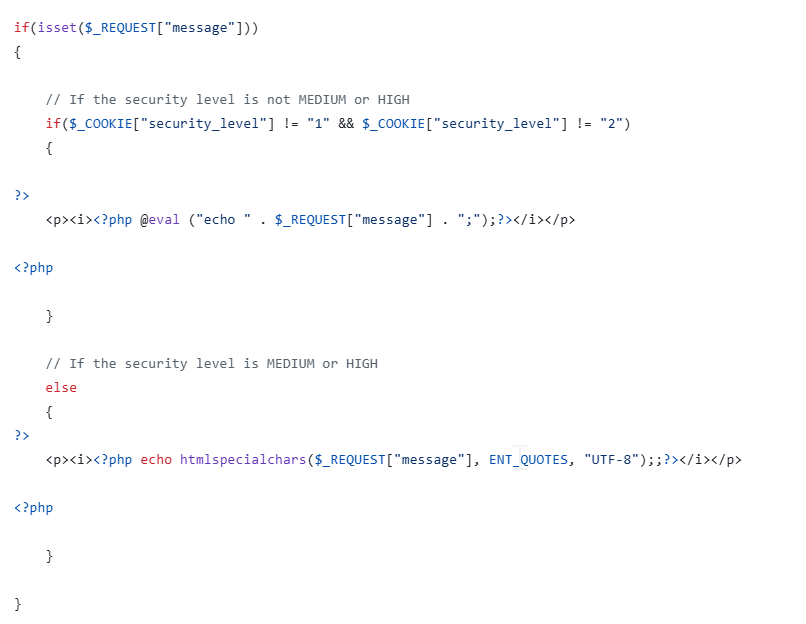 if(isset($_REQUEST["message"]))
{
// If the security level is not MEDIUM or HIGH
if($_COOKIE["security_level"] != "1" && $_COOKIE["security_level"] != "2")
{
?>
<p><i><?php @eval ("echo " . $_REQUEST["message"] . ";");?></i></p>
<?php
}
// If the security level is MEDIUM or HIGH
else
{
?>
<p><i><?php echo htmlspecialchars($_REQUEST["message"], ENT_QUOTES, "UTF-8");;?></i></p>
<?php
}
}